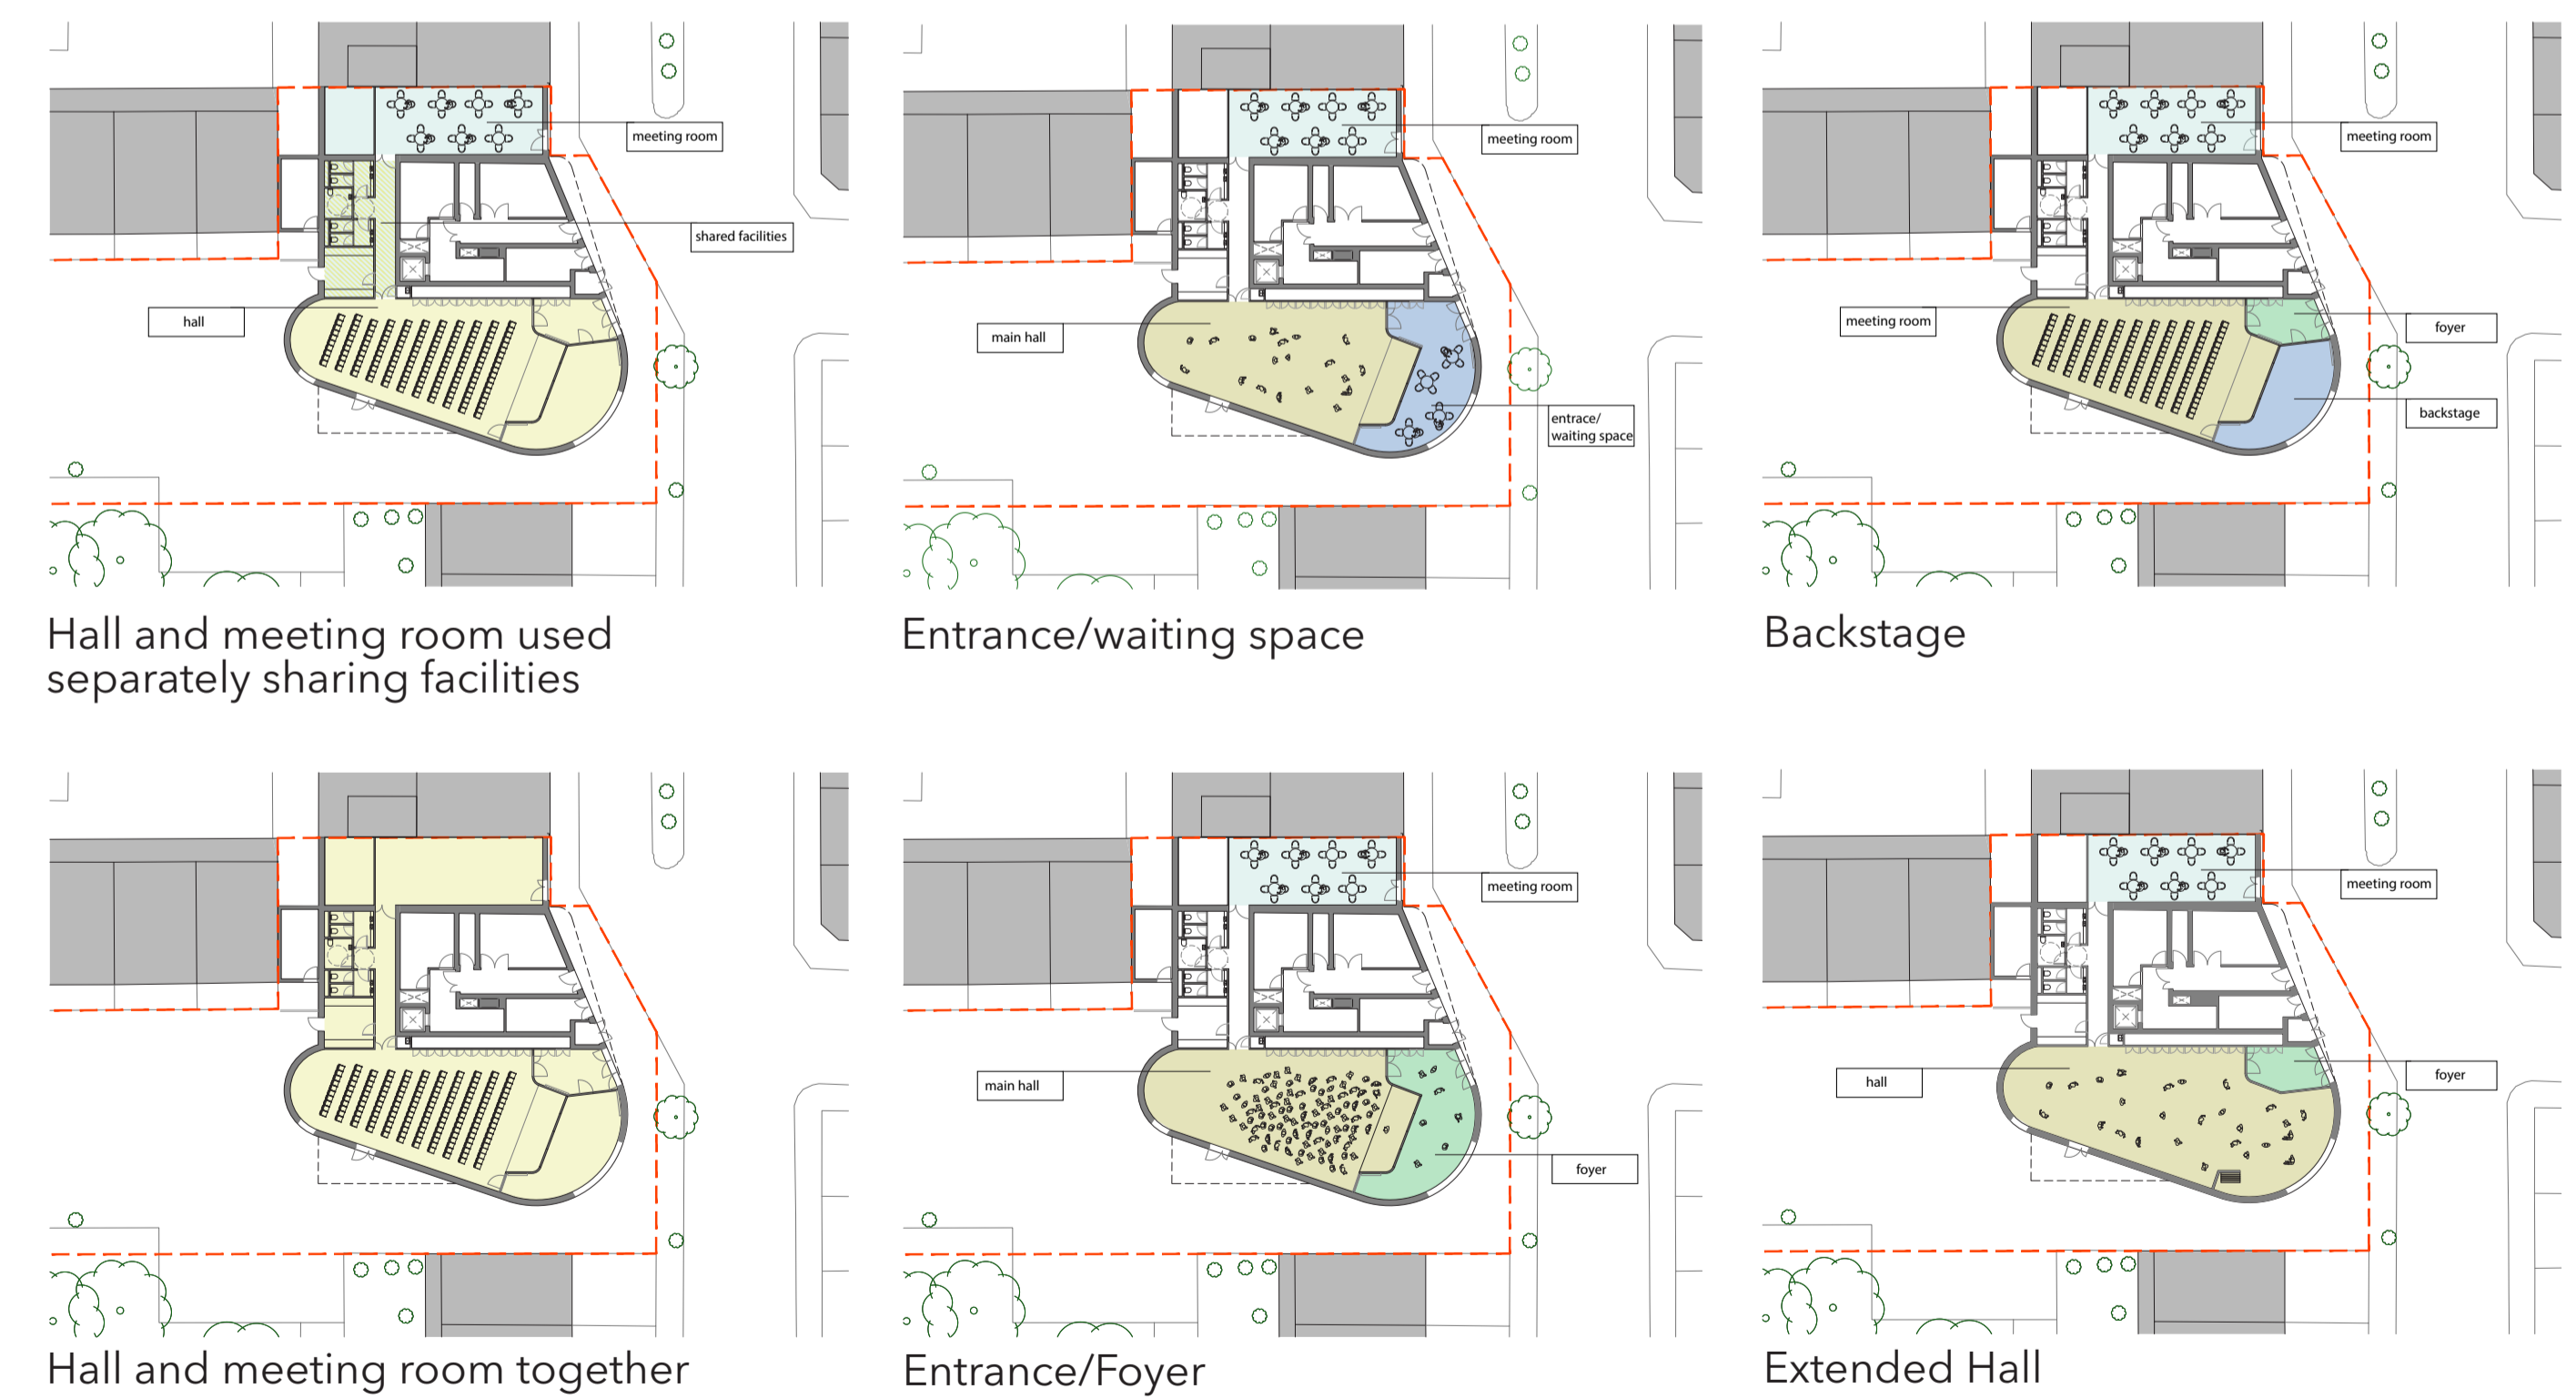 meeting room
shared facilities
hall
Hall and meeting room used
separately sharing facilities
meeting room
main hall
entrace/
waiting space
Entrance/waiting space
meeting room
meeting room
foyer
backstage
Backstage
Hall and meeting room together
meeting room
main hall
foyer
Entrance/Foyer
meeting room
hall
foyer
Extended Hall